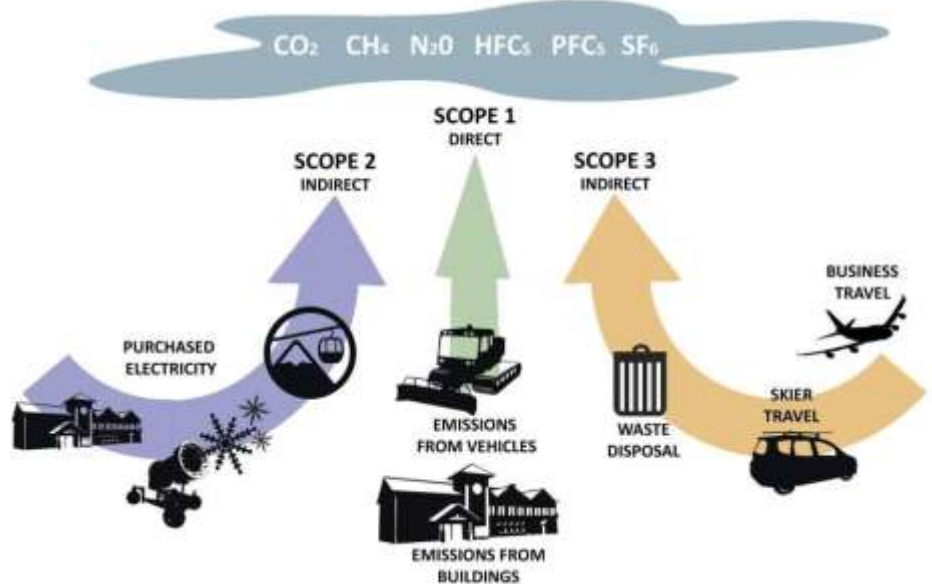 CO₂ CH₄ N₂0 HFCs PFCs SF₆
SCOPE 1
DIRECT
SCOPE 2
INDIRECT
SCOPE 3
INDIRECT
BUSINESS
TRAVEL
PURCHASED
ELECTRICITY
SKIER
TRAVEL
EMISSIONS
FROM VEHICLES
WASTE
DISPOSAL
EMISSIONS FROM
BUILDINGS